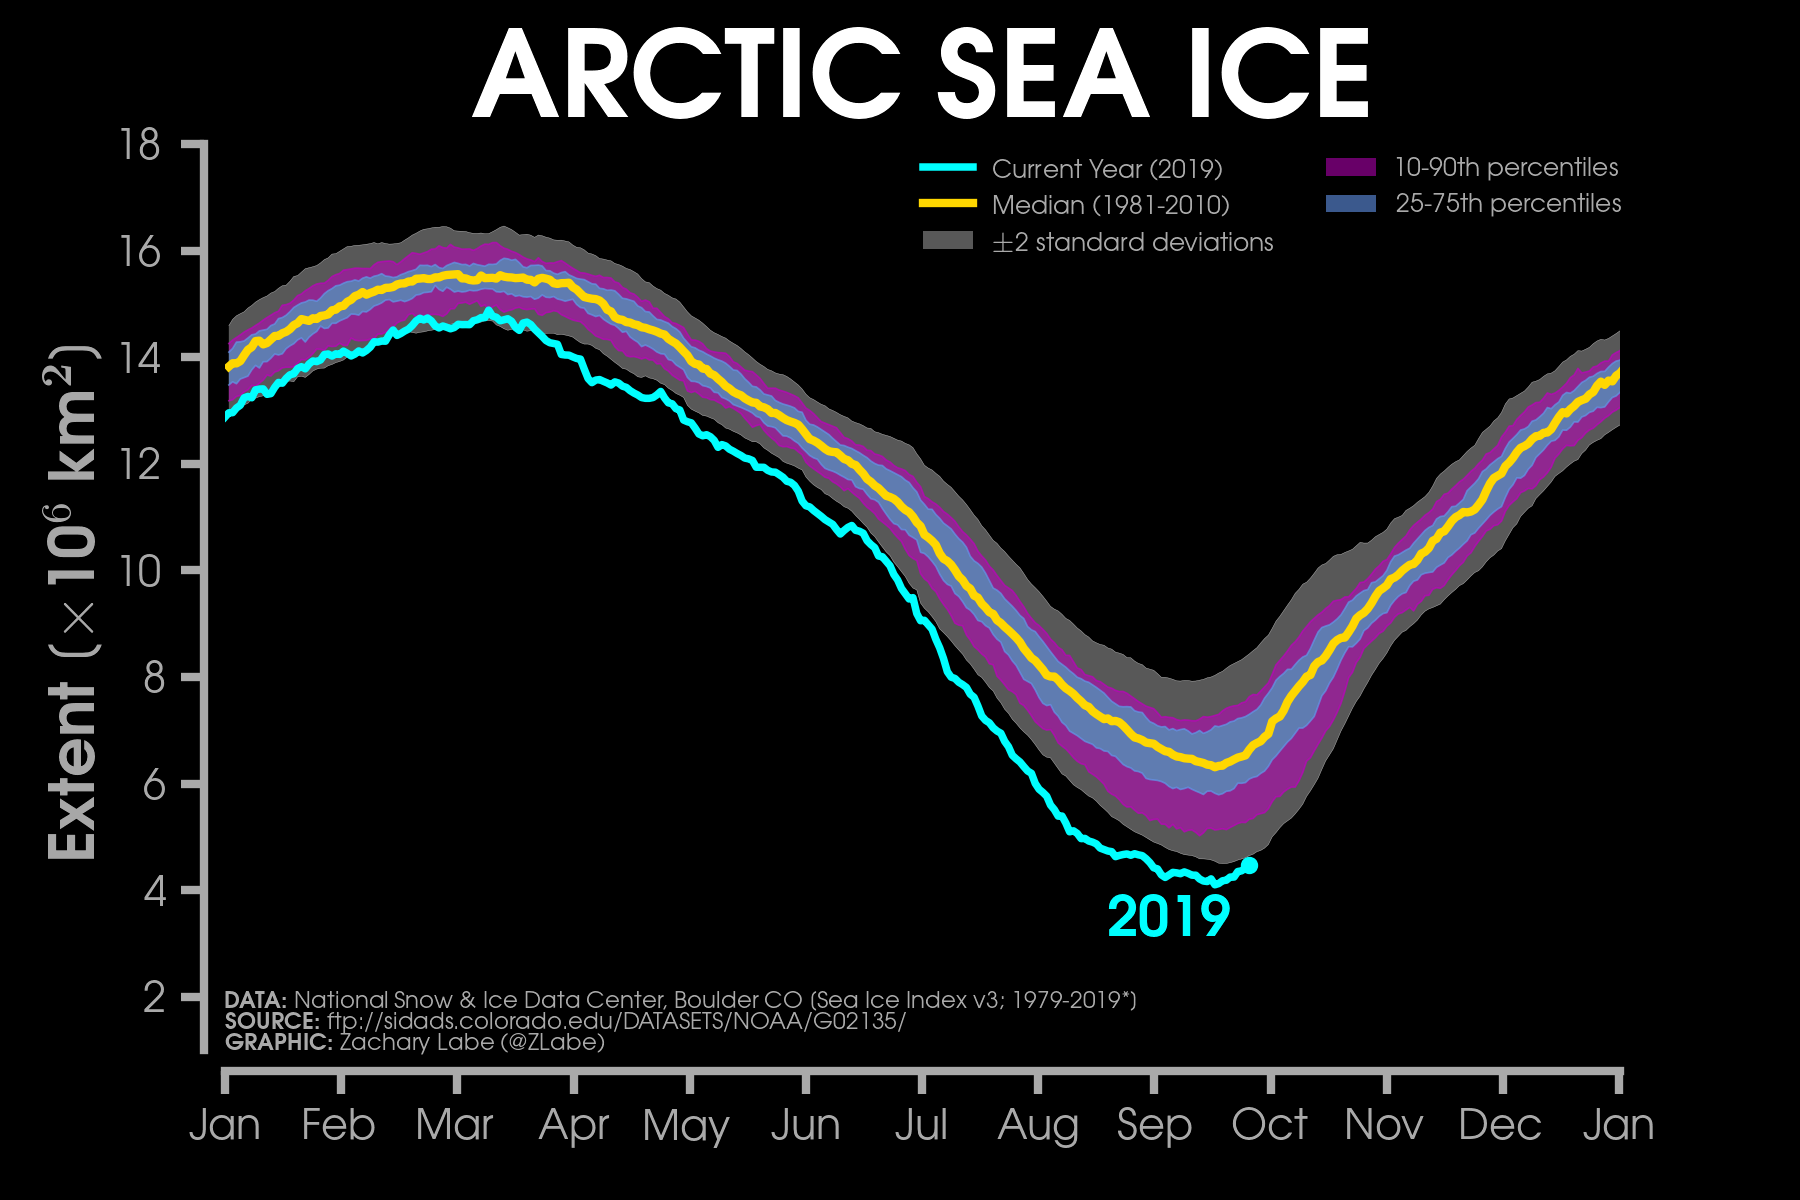 ARCTIC SEA ICE
18
16
14
12
10
8
6
4
2
Extent (×10⁶ km²)
Current Year (2019)
Median (1981-2010)
±2 standard deviations
10-90th percentiles
25-75th percentiles
2019
DATA: National Snow & Ice Data Center, Boulder CO (Sea Ice Index v3; 1979-2019*)
SOURCE: ftp://sidads.colorado.edu/DATASETS/NOAA/G02135/
GRAPHIC: Zachary Labe (@ZLabe)
Jan Feb Mar Apr May Jun Jul Aug Sep Oct Nov Dec Jan